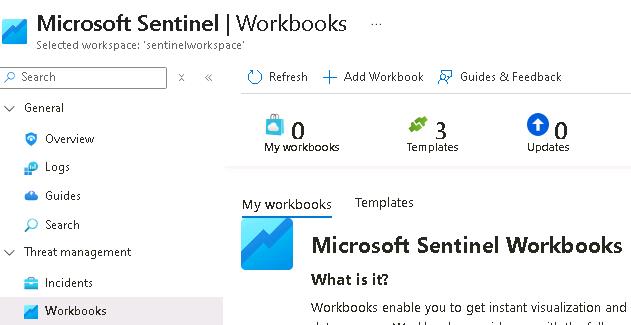 Microsoft Sentinel | Workbooks ...
Selected workspace: 'sentinelworkspace'
Search
Refresh
Add Workbook
Guides & Feedback
General
Overview
Logs
Guides
Search
Threat management
Incidents
Workbooks
0
My workbooks
3
Templates
0
Updates
My workbooks
Templates
Microsoft Sentinel Workbooks
What is it?
Workbooks enable you to get instant visualization and